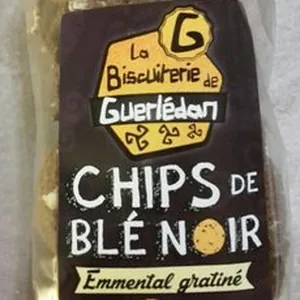 G
La
Biscuiterie de
Guerlédan
CHIPS DE
BLÉ NOIR
Emmental gratiné